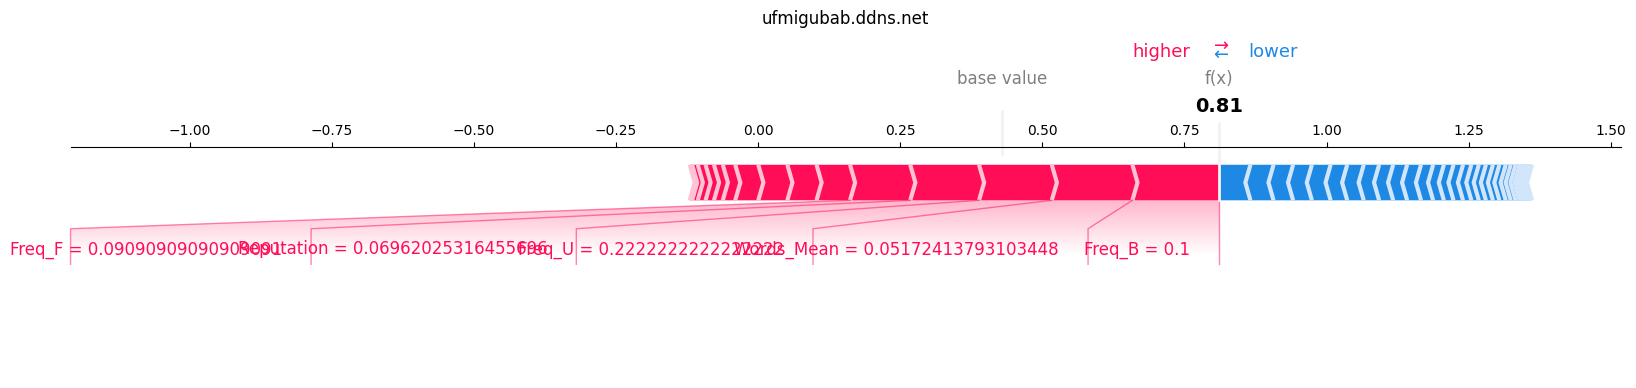 ufmigubab.ddns.net
higher → ← lower
base value f(x)
0.81
−1.00 −0.75 −0.50 −0.25 0.00 0.25 0.50 0.75 1.00 1.25 1.50
Freq_F = 0.09090909090909091 Reputation = 0.06962025316455696 Freq_U = 0.2222222222222222 Words_Mean = 0.05172413793103448 Freq_B = 0.1